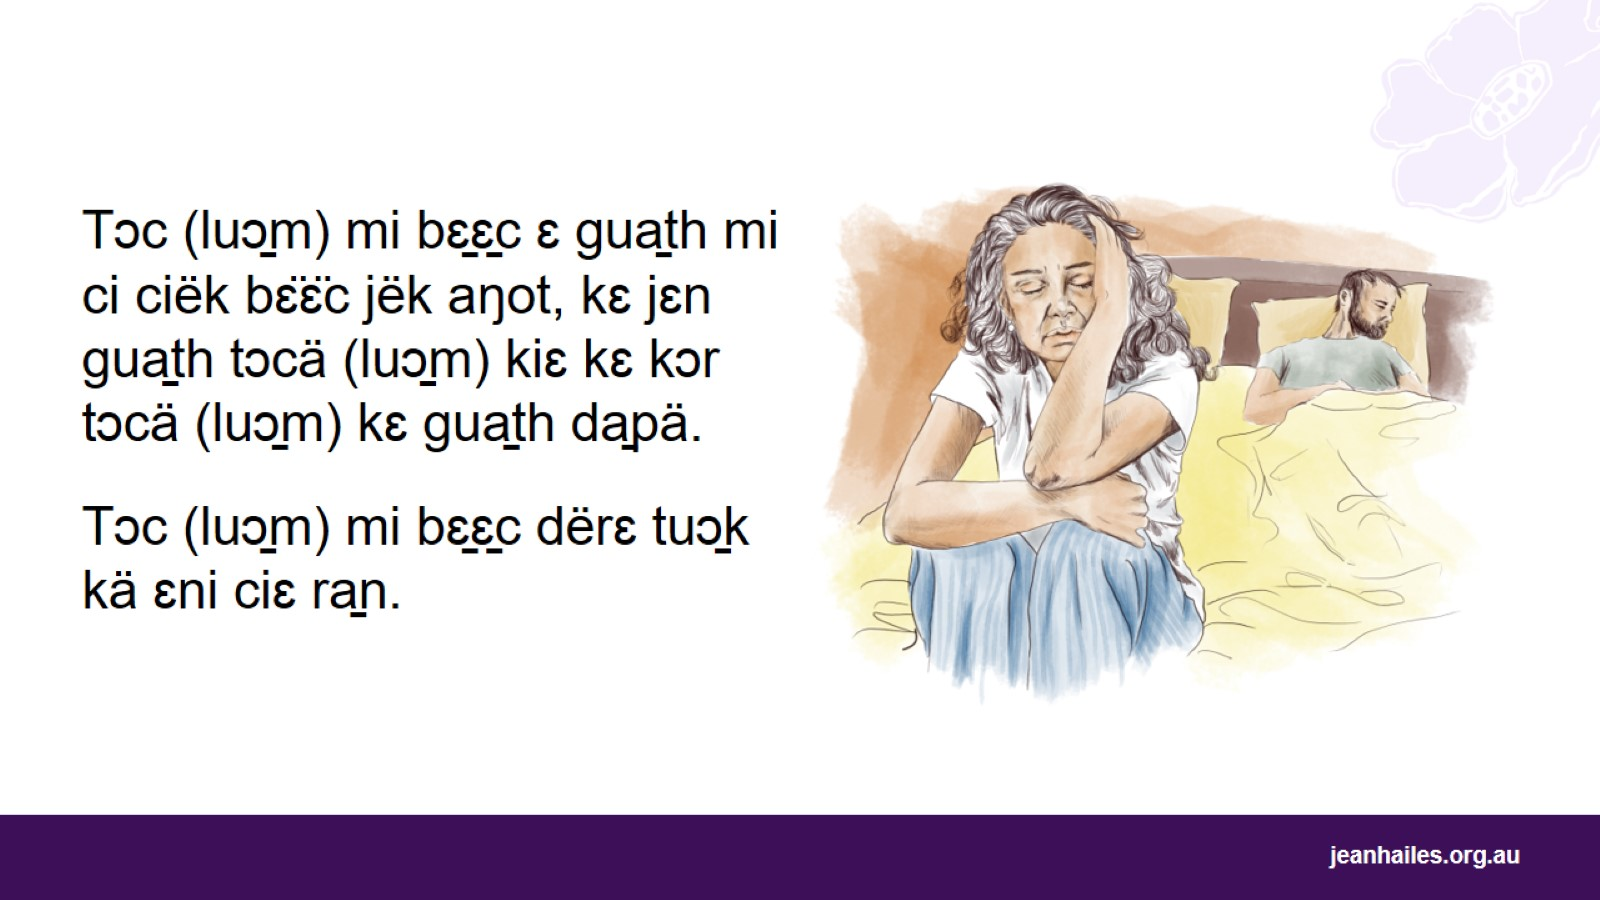 Tɔc (luɔ̱m) mi bɛ̱ɛ̱c ɛ gua̱th mi
ci ciëk bɛ̈ɛ̈c jëk aŋot, kɛ jɛn
gua̱th tɔcä (luɔ̱m) kiɛ kɛ kɔr
tɔcä (luɔ̱m) kɛ gua̱th da̱pä.
Tɔc (luɔ̱m) mi bɛ̱ɛ̱c dërɛ tuɔ̱k
kä ɛni ciɛ ra̱n.
jeanhailes.org.au